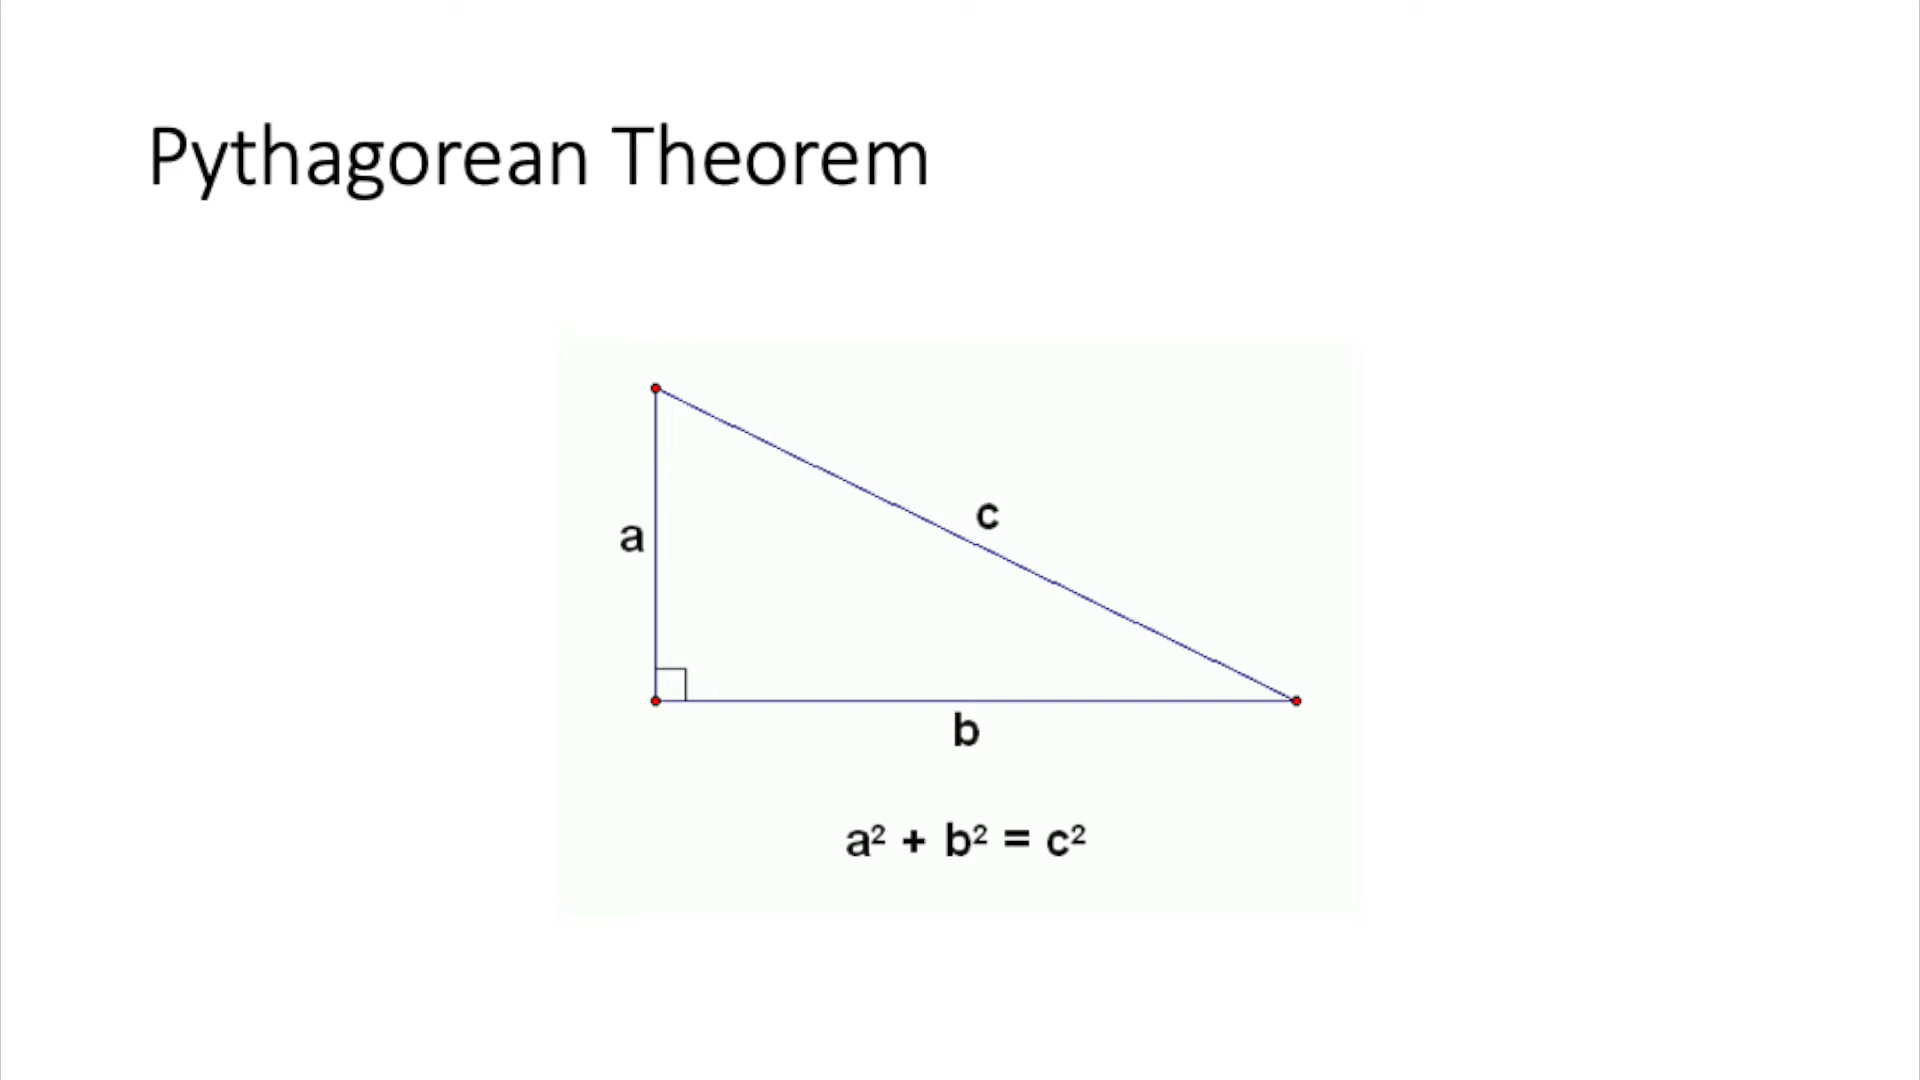 Pythagorean Theorem
a
c
b
a² + b² = c²